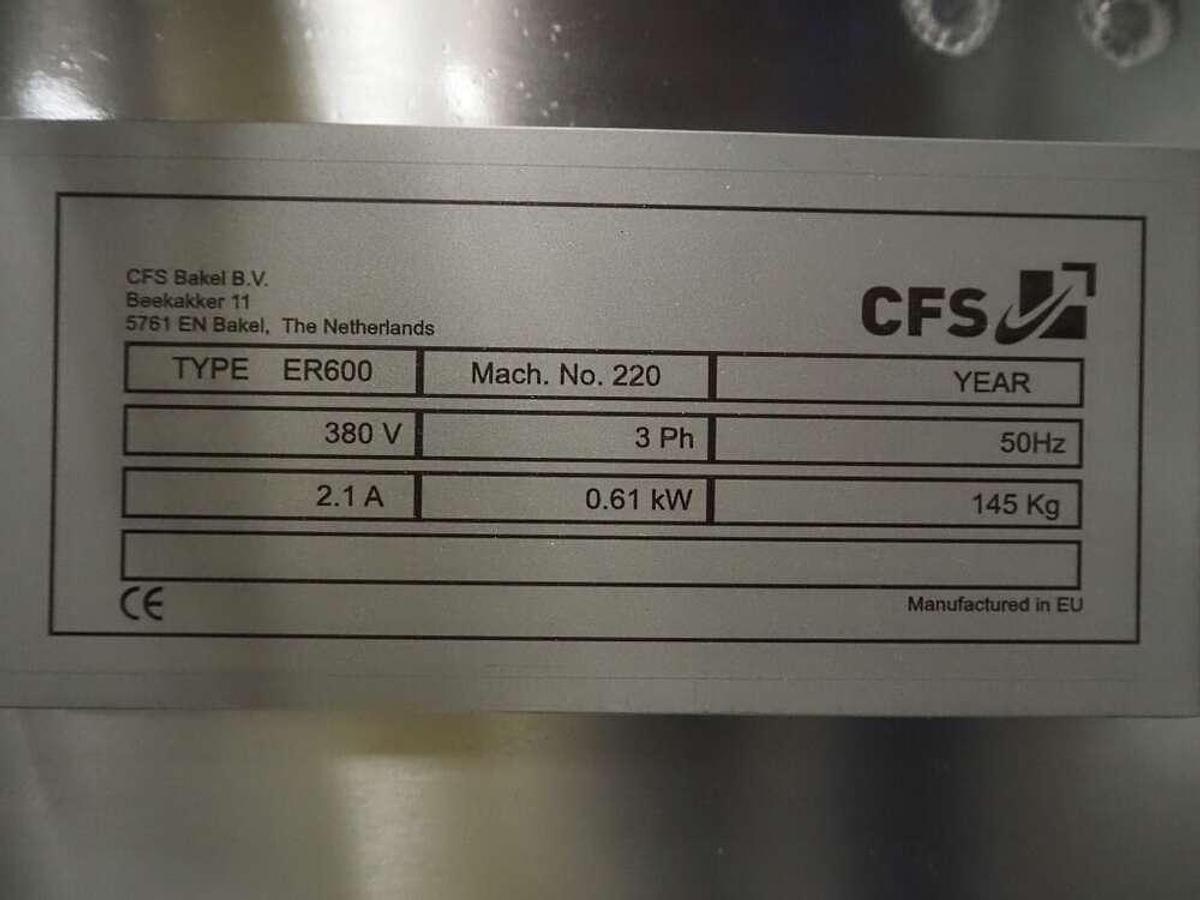 CFS Bakel B.V.
Beekakker 11
5761 EN Bakel, The Netherlands
CFS
TYPE ER600 Mach. No. 220 YEAR
380 V 3 Ph 50Hz
2.1 A 0.61 kW 145 Kg
CE Manufactured in EU